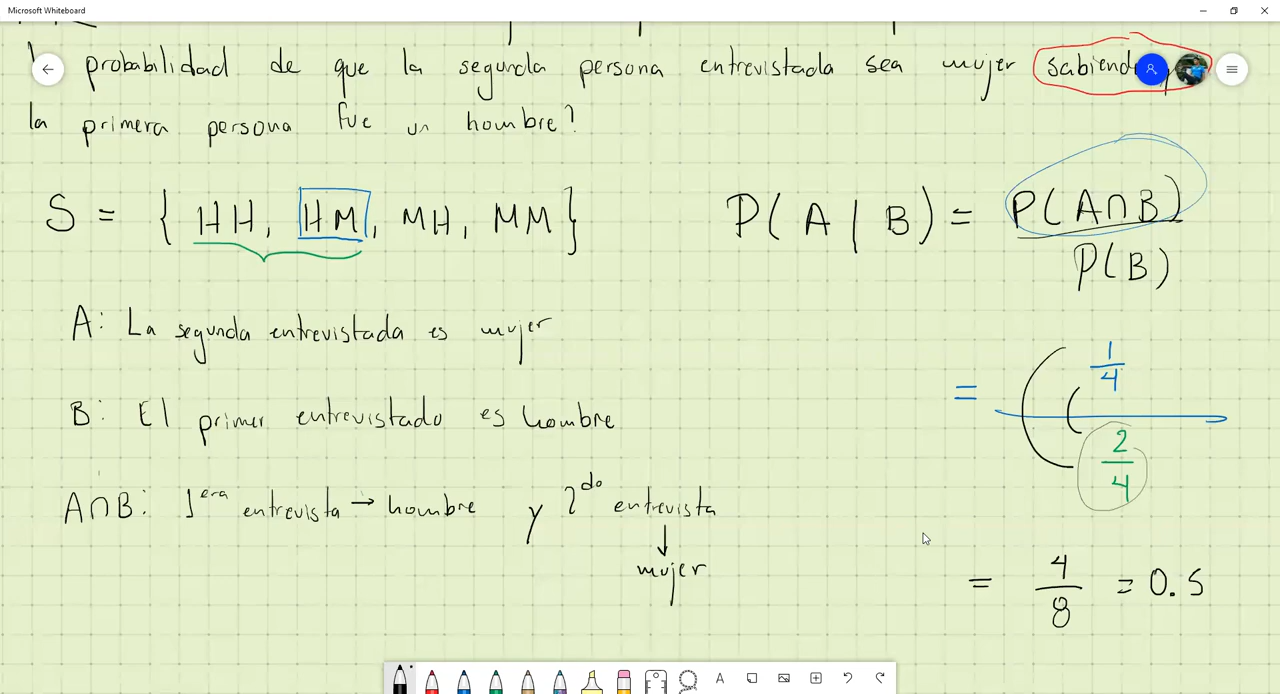 Microsoft Whiteboard
probabilidad de que la segunda persona entrevistada sea mujer sabiendo
la primera persona fue un hombre?
S = { HH, HM, MH, MM } P( A | B ) = P(A∩B) / P(B)
A: La segunda entrevistada es mujer
= (1/4) / (2/4)
B: El primer entrevistado es hombre
A∩B: 1era entrevista → hombre y 2do entrevista ↓ mujer
= 4/8 = 0.5
A